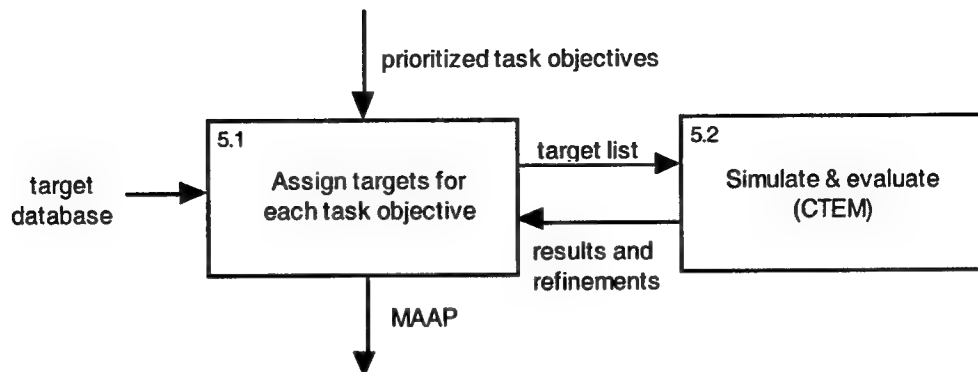 prioritized task objectives
5.1
Assign targets for
each task objective
target
database
target list
results and
refinements
5.2
Simulate & evaluate
(CTEM)
MAAP